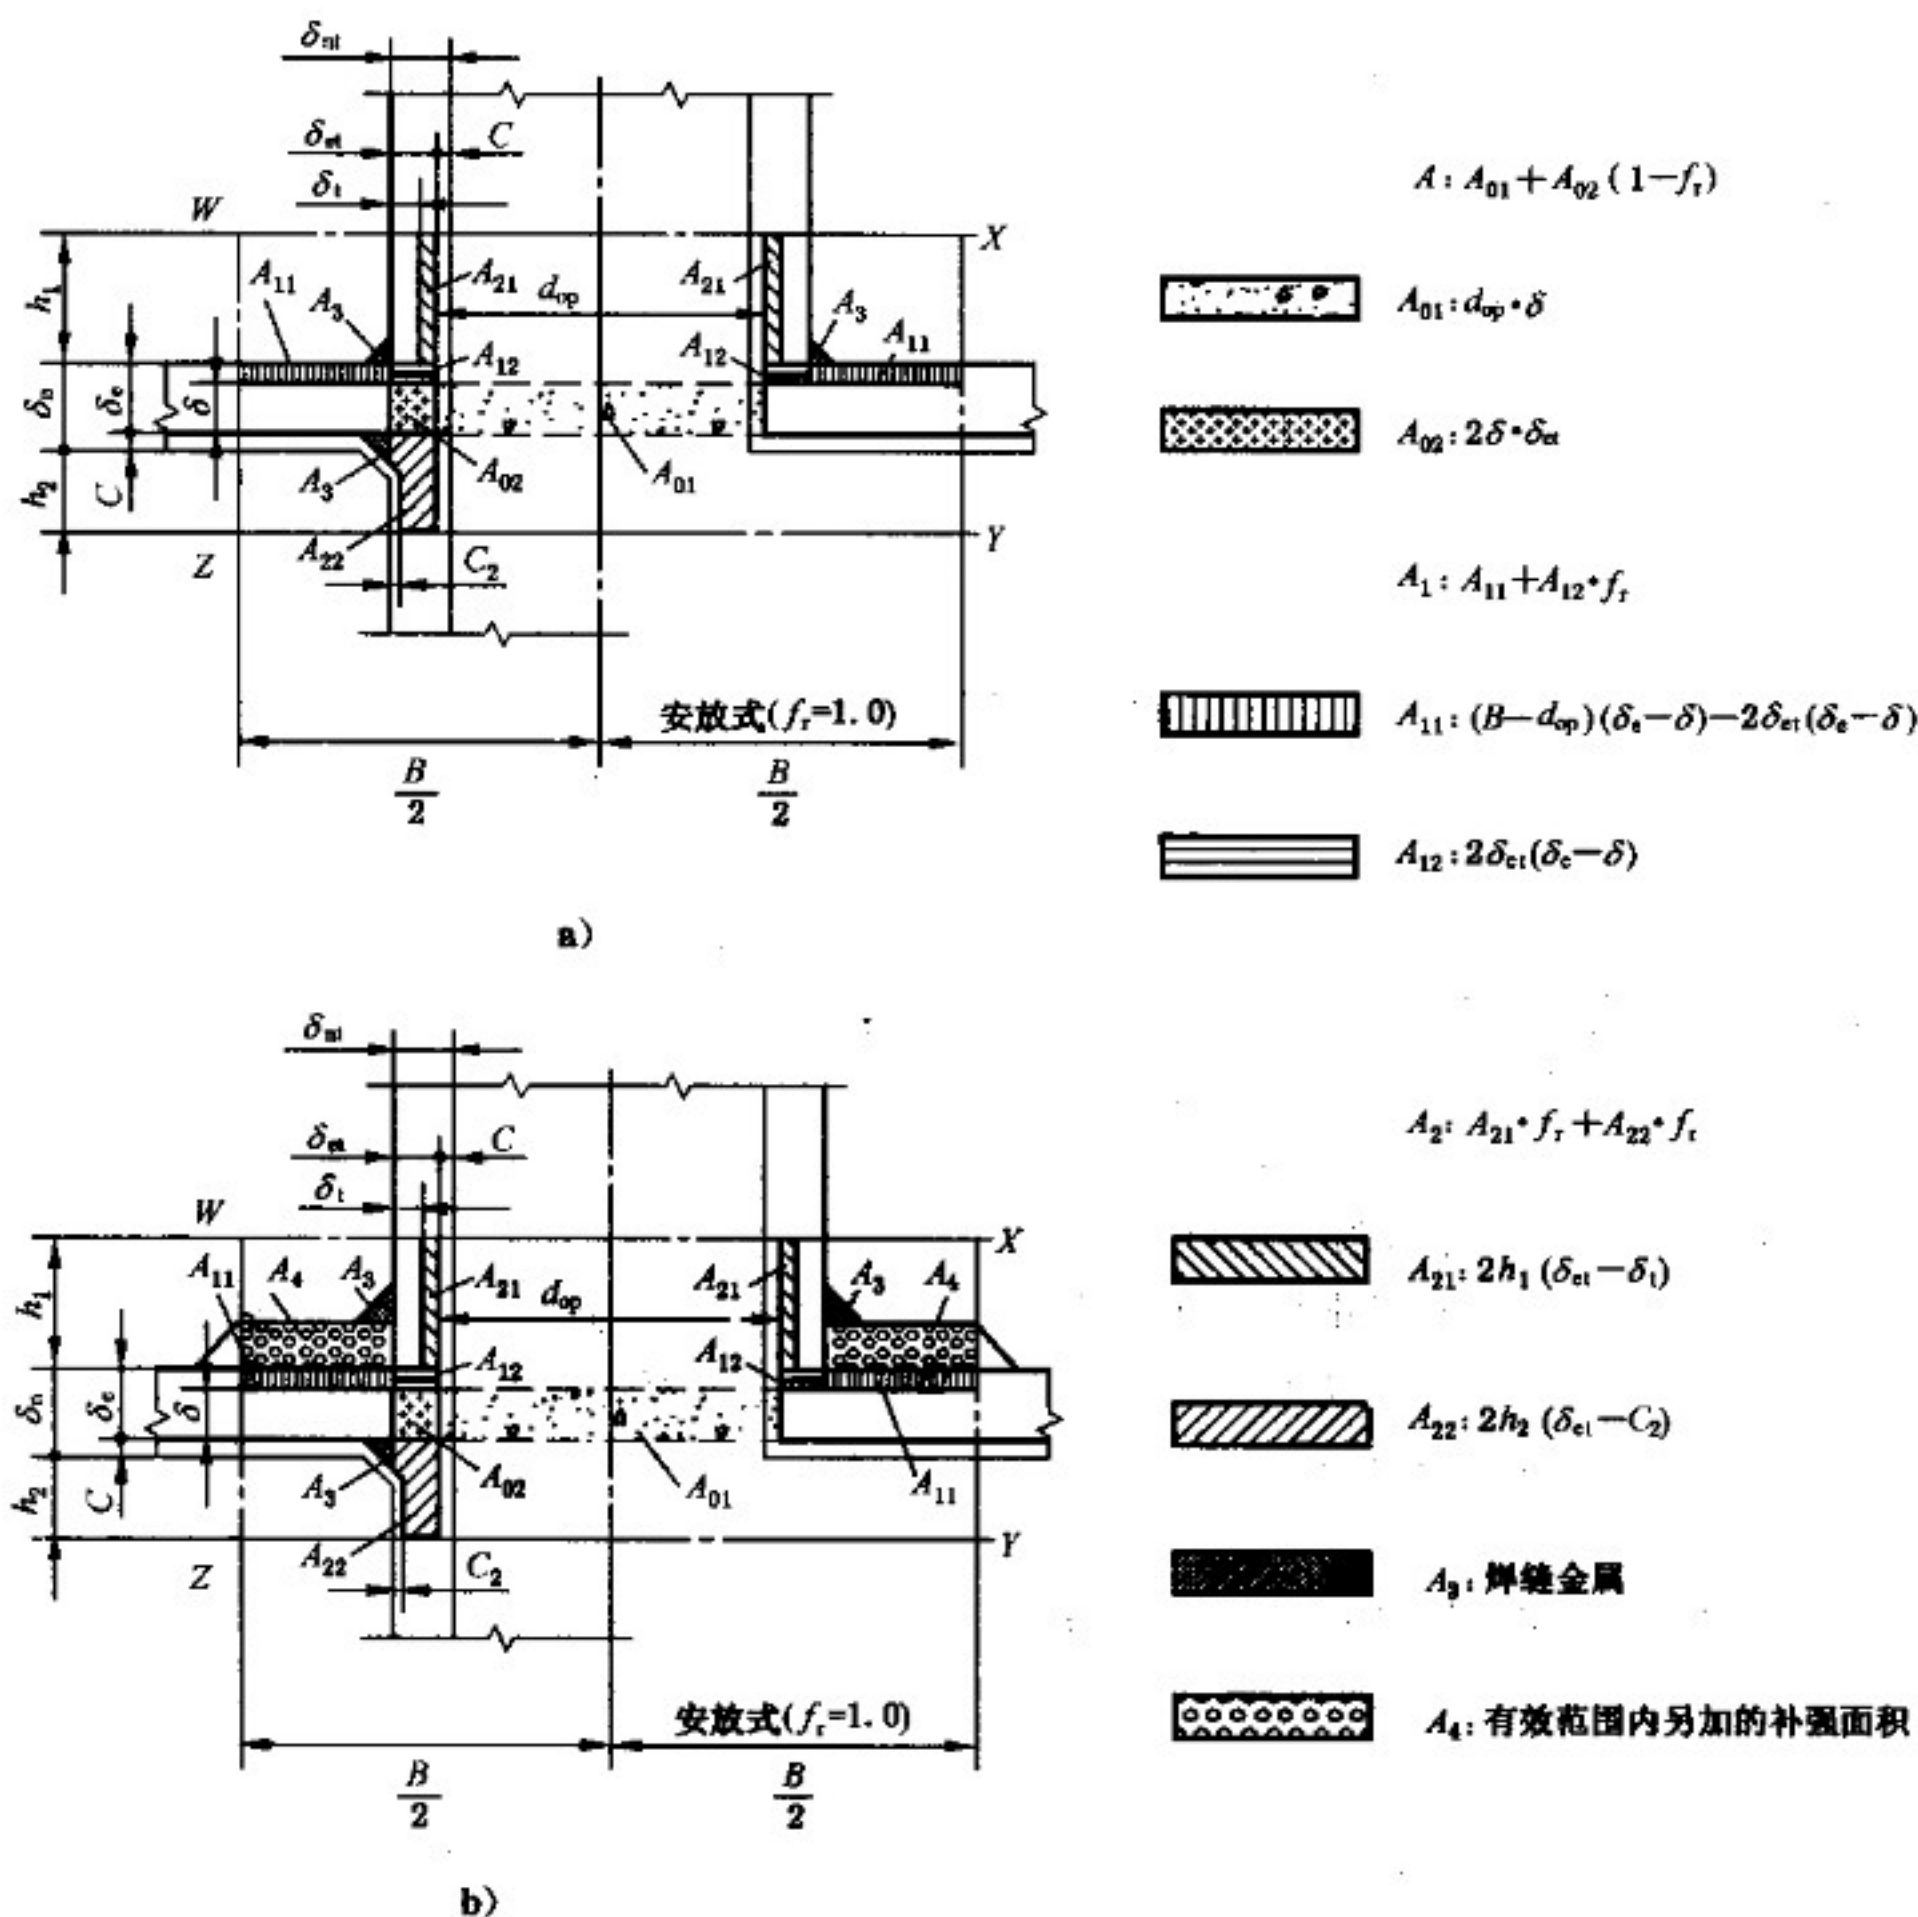 δnt
δet C
δt
W X
A11 A3 A21 dop A21 A3 A11
h1
A12 A12
δn δe δ
A3 A02 A01
h2 C
A22 C2 Z Y
安放式(fr=1.0)
B/2 B/2
a)
A: A01+A02(1-fr)
A01: dop·δ
A02: 2δ·δet
A1: A11+A12·fr
A11: (B-dop)(δe-δ)-2δet(δe-δ)
A12: 2δet(δe-δ)
δnt
δet C
δt
W X
A11 A4 A3 A21 dop A21 A3 A4
h1
A12 A12
δn δe δ
A3 A02 A01 A11
h2 C
A22 C2 Z Y
安放式(fr=1.0)
B/2 B/2
b)
A2: A21·fr+A22·fr
A21: 2h1(δet-δt)
A22: 2h2(δet-C2)
A3: 焊缝金属
A4: 有效范围内另加的补强面积